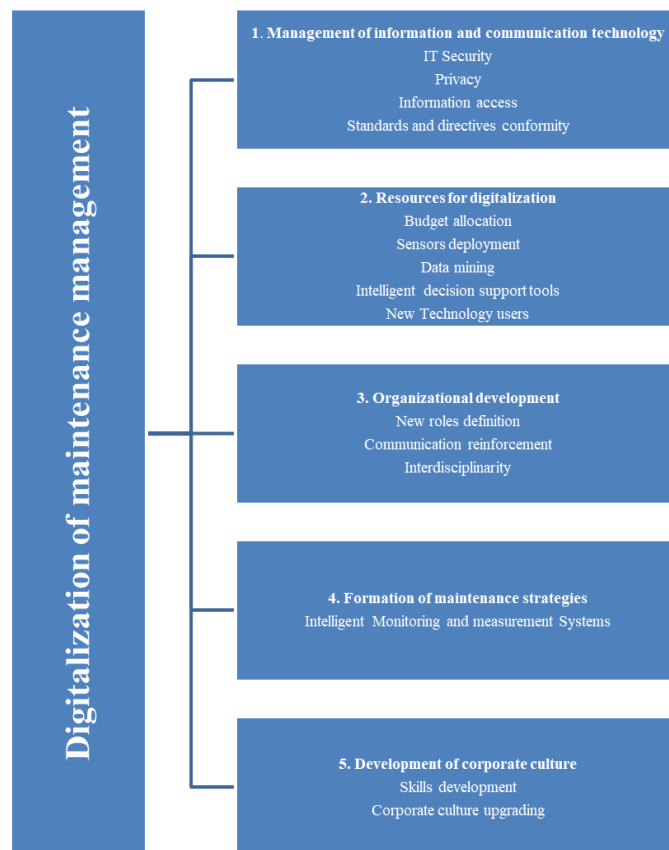 Digitalization of maintenance management
1. Management of information and communication technology
IT Security
Privacy
Information access
Standards and directives conformity
2. Resources for digitalization
Budget allocation
Sensors deployment
Data mining
Intelligent decision support tools
New Technology users
3. Organizational development
New roles definition
Communication reinforcement
Interdisciplinarity
4. Formation of maintenance strategies
Intelligent Monitoring and measurement Systems
5. Development of corporate culture
Skills development
Corporate culture upgrading